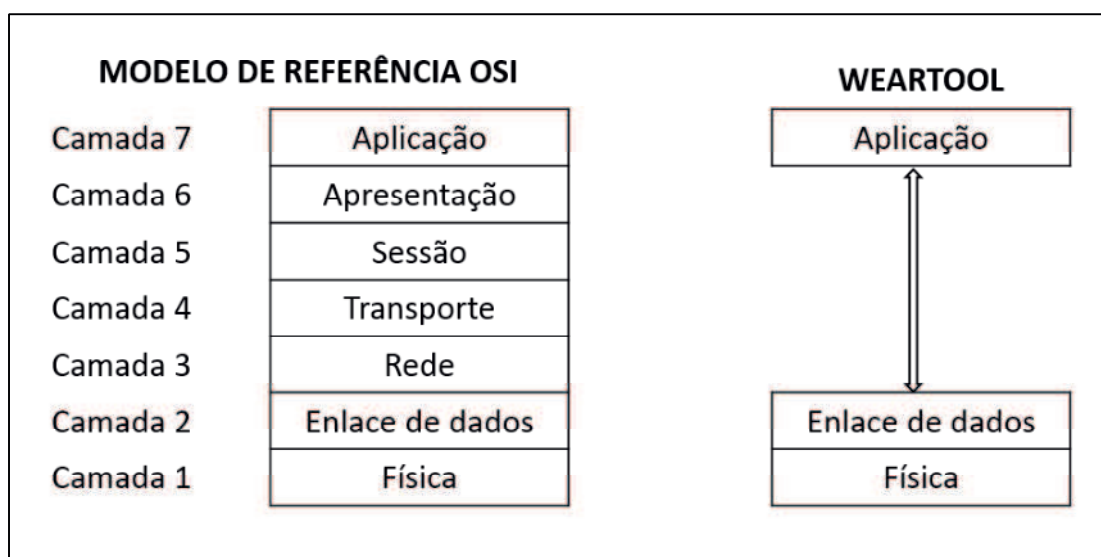 MODELO DE REFERÊNCIA OSI
WEARTOOL
Camada 7 Aplicação Aplicação
Camada 6 Apresentação
Camada 5 Sessão
Camada 4 Transporte
Camada 3 Rede
Camada 2 Enlace de dados Enlace de dados
Camada 1 Física Física